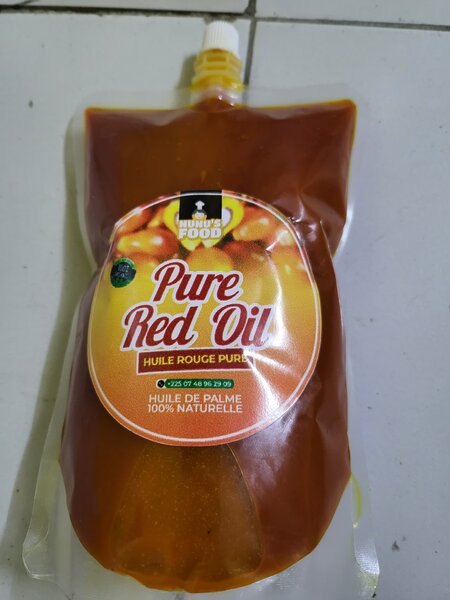 NUNU'S
FOOD
Pure
Red Oil
HUILE ROUGE PURE
+225 07 48 96 29 09
HUILE DE PALME
100% NATURELLE